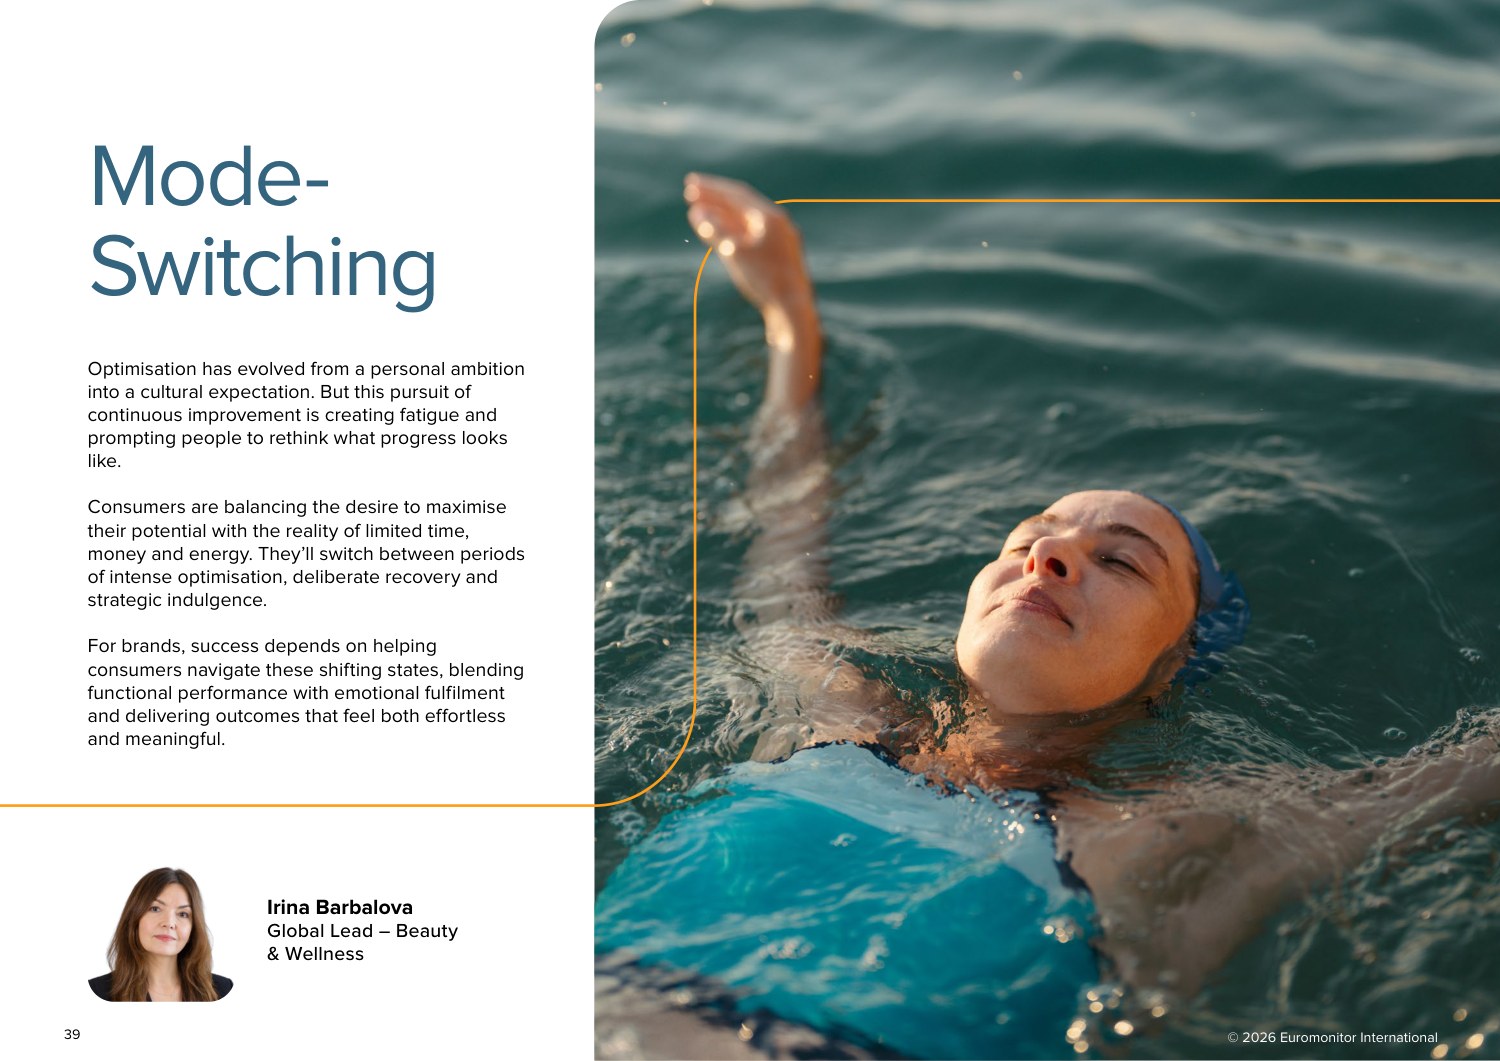 Mode-
Switching
Optimisation has evolved from a personal ambition
into a cultural expectation. But this pursuit of
continuous improvement is creating fatigue and
prompting people to rethink what progress looks
like.
Consumers are balancing the desire to maximise
their potential with the reality of limited time,
money and energy. They’ll switch between periods
of intense optimisation, deliberate recovery and
strategic indulgence.
For brands, success depends on helping
consumers navigate these shifting states, blending
functional performance with emotional fulfilment
and delivering outcomes that feel both effortless
and meaningful.
Irina Barbalova
Global Lead – Beauty
& Wellness
39
© 2026 Euromonitor International